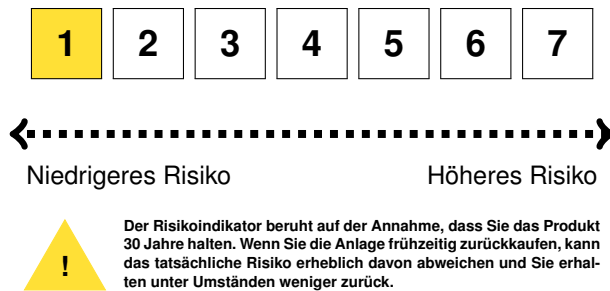 1 2 3 4 5 6 7
Niedrigeres Risiko Höheres Risiko
!
Der Risikoindikator beruht auf der Annahme, dass Sie das Produkt
30 Jahre halten. Wenn Sie die Anlage frühzeitig zurückkaufen, kann
das tatsächliche Risiko erheblich davon abweichen und Sie erhal-
ten unter Umständen weniger zurück.